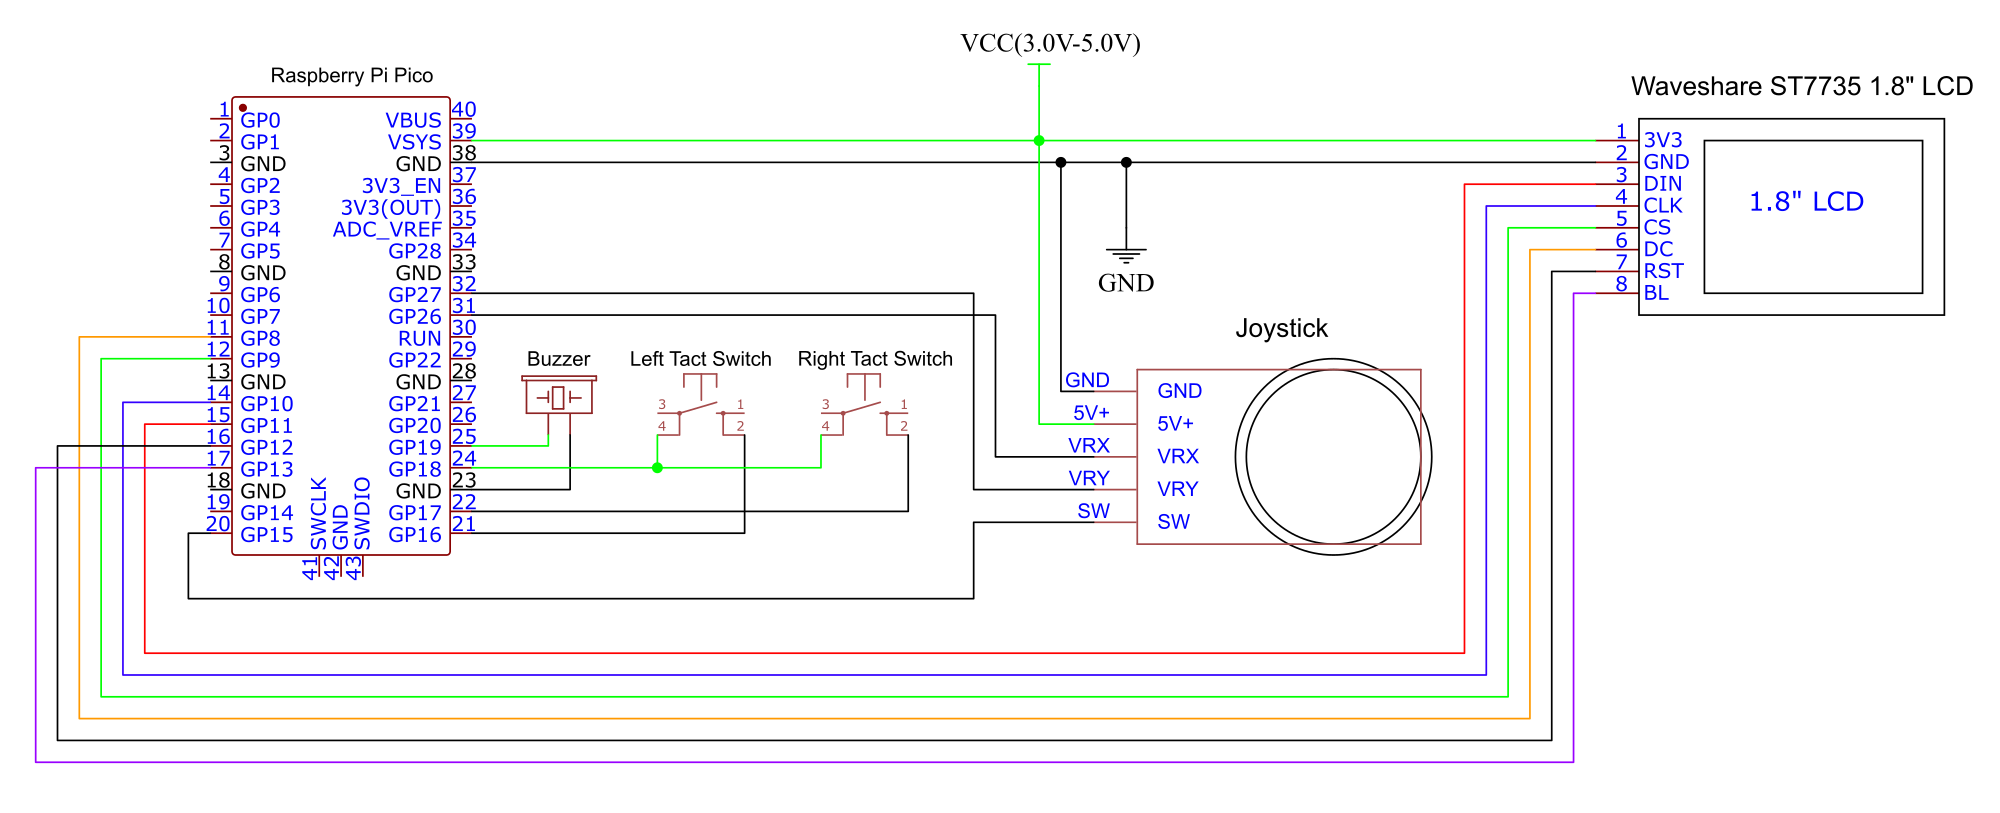 VCC(3.0V-5.0V)
Raspberry Pi Pico
Waveshare ST7735 1.8" LCD
1 GP0 VBUS 40
2 GP1 VSYS 39
3 GND GND 38
4 GP2 3V3_EN 37
5 GP3 3V3(OUT) 36
6 GP4 ADC_VREF 35
7 GP5 GP28 34
8 GND GND 33
9 GP6 GP27 32
10 GP7 GP26 31
11 GP8 RUN 30
12 GP9 GP22 29
13 GND GND 28
14 GP10 GP21 27
15 GP11 GP20 26
16 GP12 GP19 25
17 GP13 GP18 24
18 GND GND 23
19 GP14 GP17 22
20 GP15 GP16 21
SWCLK 41
GND 42
SWDIO 43
Buzzer
Left Tact Switch
3 1
4 2
Right Tact Switch
3 1
4 2
GND
Joystick
GND GND
5V+ 5V+
VRX VRX
VRY VRY
SW SW
1 3V3
2 GND
3 DIN
4 CLK
5 CS
6 DC
7 RST
8 BL
1.8" LCD